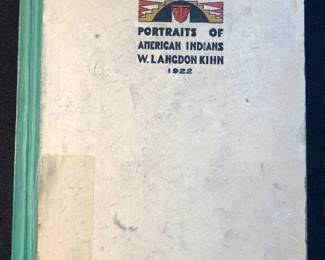 PORTRAITS OF
AMERICAN INDIANS
W. LANGDON KIHN
1922